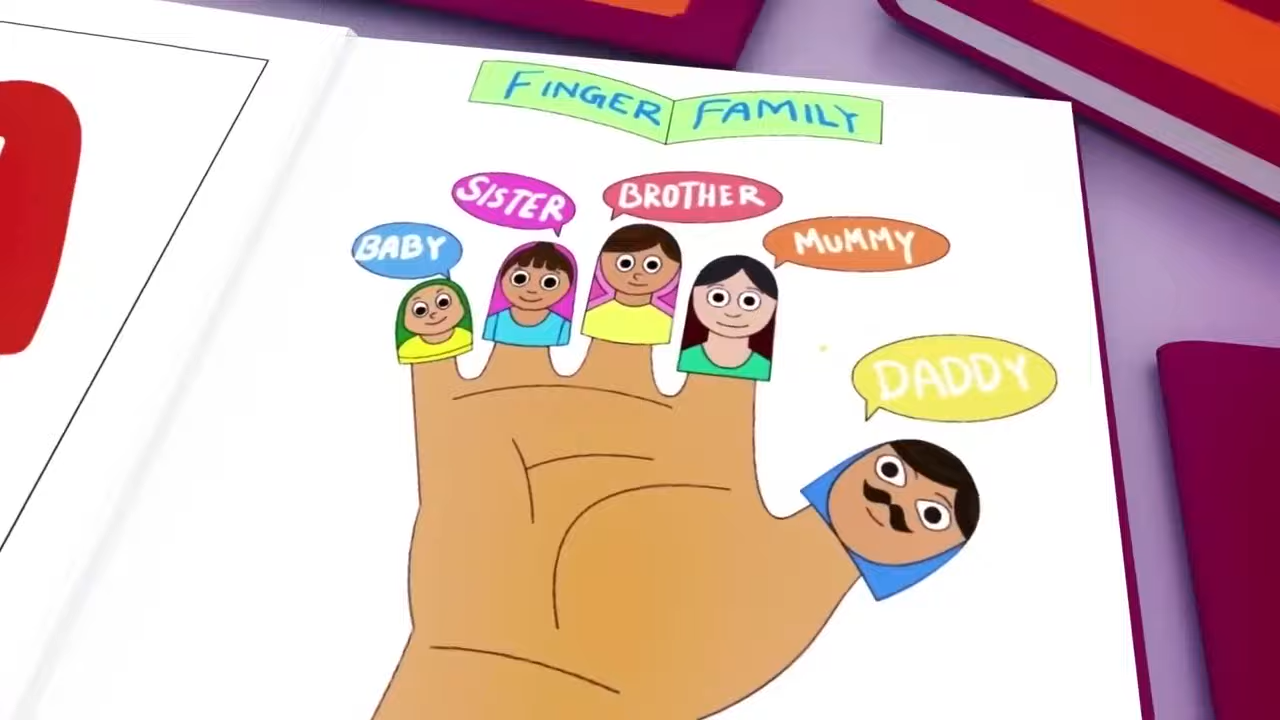 FINGER FAMILY
SISTER
BROTHER
BABY
MUMMY
DADDY